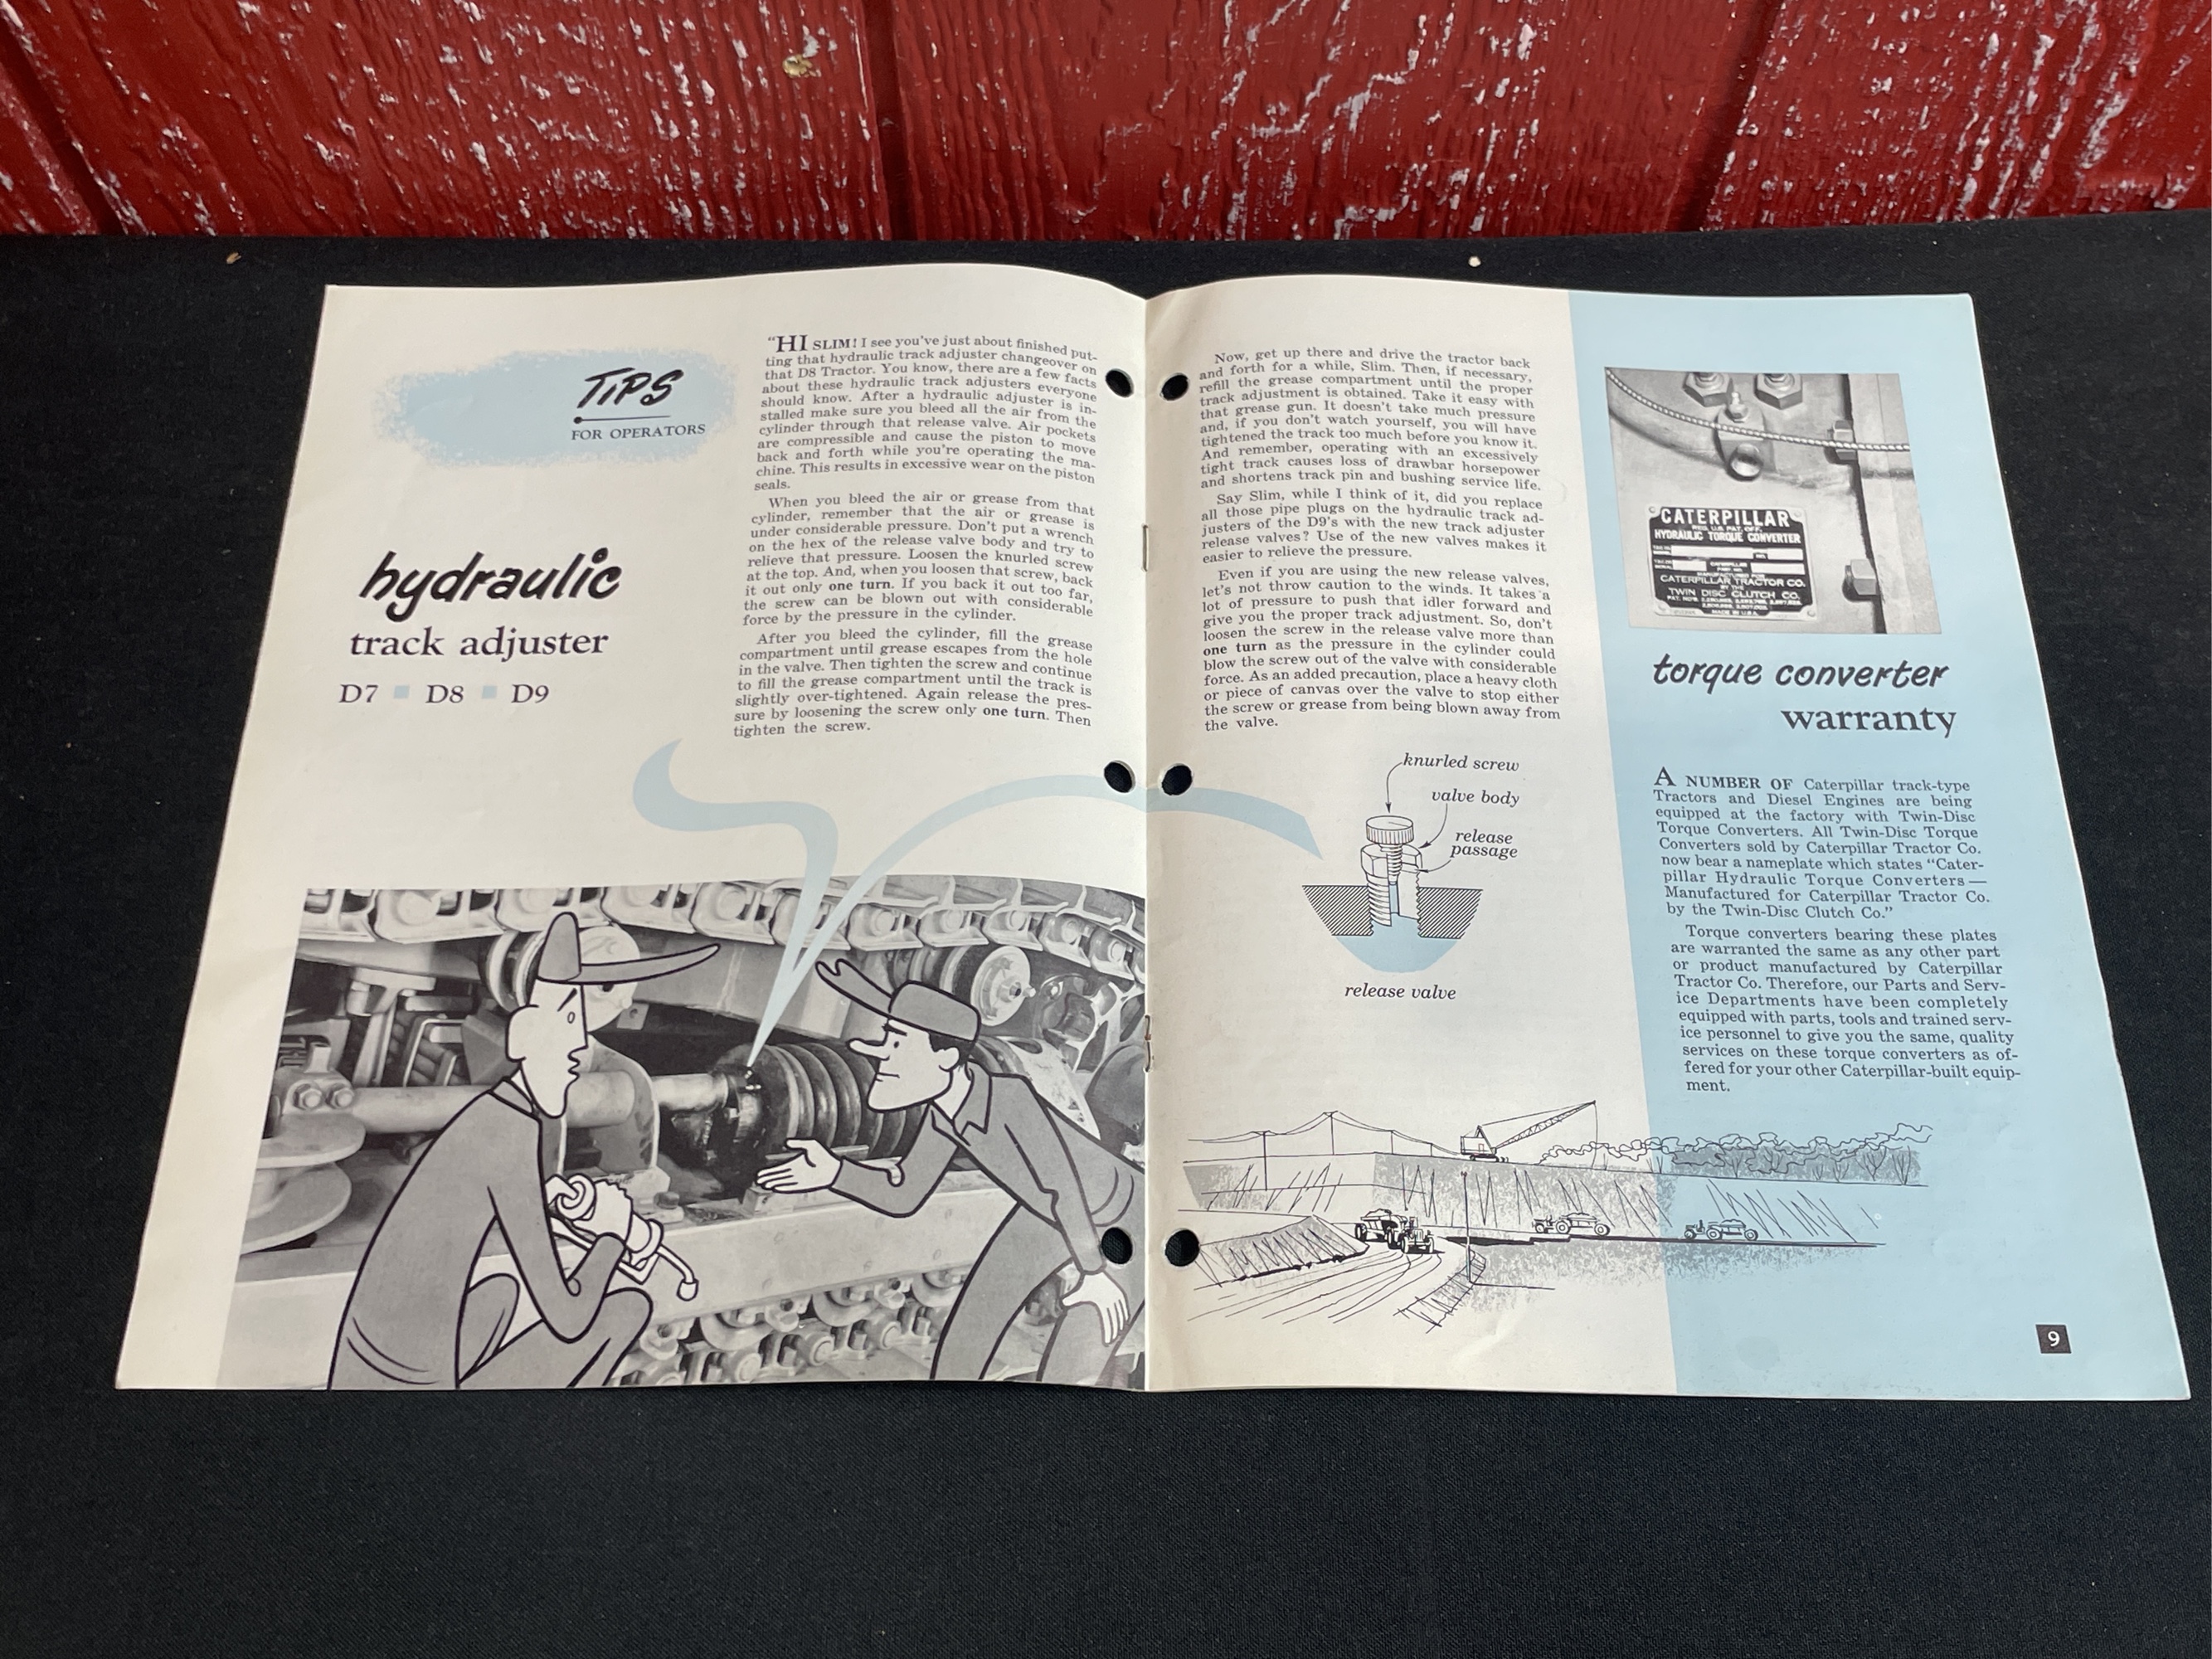 TIPS
FOR OPERATORS
hydraulic
track adjuster
D7 D8 D9
"HI SLIM! I see you've just about finished put-
ting that hydraulic track adjuster changeover on
that D8 Tractor. You know, there are a few facts
about these hydraulic track adjusters everyone
should know. After a hydraulic adjuster is in-
stalled make sure you bleed all the air from the
cylinder through that release valve. Air pockets
are compressible and cause the piston to move
back and forth while you're operating the ma-
chine. This results in excessive wear on the piston
seals.
When you bleed the air or grease from that
cylinder, remember that the air or grease is
under considerable pressure. Don't put a wrench
on the hex of the release valve body and try to
relieve that pressure. Loosen the knurled screw
at the top. And, when you loosen that screw, back
it out only one turn. If you back it out too far,
the screw can be blown out with considerable
force by the pressure in the cylinder.
After you bleed the cylinder, fill the grease
compartment until grease escapes from the hole
in the valve. Then tighten the screw and continue
to fill the grease compartment until the track is
slightly over-tightened. Again release the pres-
sure by loosening the screw only one turn. Then
tighten the screw.
Now, get up there and drive the tractor back
and forth for a while, Slim. Then, if necessary,
refill the grease compartment until the proper
track adjustment is obtained. Take it easy with
that grease gun. It doesn't take much pressure
and, if you don't watch yourself, you will have
tightened the track too much before you know it.
And remember, operating with an excessively
tight track causes loss of drawbar horsepower
and shortens track pin and bushing service life.
Say Slim, while I think of it, did you replace
all those pipe plugs on the hydraulic track ad-
justers of the D9's with the new track adjuster
release valves? Use of the new valves makes it
easier to relieve the pressure.
Even if you are using the new release valves,
let's not throw caution to the winds. It takes a
lot of pressure to push that idler forward and
give you the proper track adjustment. So, don't
loosen the screw in the release valve more than
one turn as the pressure in the cylinder could
blow the screw out of the valve with considerable
force. As an added precaution, place a heavy cloth
or piece of canvas over the valve to stop either
the screw or grease from being blown away from
the valve.
knurled screw
valve body
release
passage
release valve
CATERPILLAR
REG. U.S. PAT. OFF.
HYDRAULIC TORQUE CONVERTER
MANUFACTURED FOR
CATERPILLAR TRACTOR CO.
BY THE
TWIN DISC CLUTCH CO.
MADE IN U.S.A.
torque converter
warranty
A NUMBER OF Caterpillar track-type
Tractors and Diesel Engines are being
equipped at the factory with Twin-Disc
Torque Converters. All Twin-Disc Torque
Converters sold by Caterpillar Tractor Co.
now bear a nameplate which states "Cater-
pillar Hydraulic Torque Converters —
Manufactured for Caterpillar Tractor Co.
by the Twin-Disc Clutch Co."
Torque converters bearing these plates
are warranted the same as any other part
or product manufactured by Caterpillar
Tractor Co. Therefore, our Parts and Serv-
ice Departments have been completely
equipped with parts, tools and trained serv-
ice personnel to give you the same, quality
services on these torque converters as of-
fered for your other Caterpillar-built equip-
ment.
9